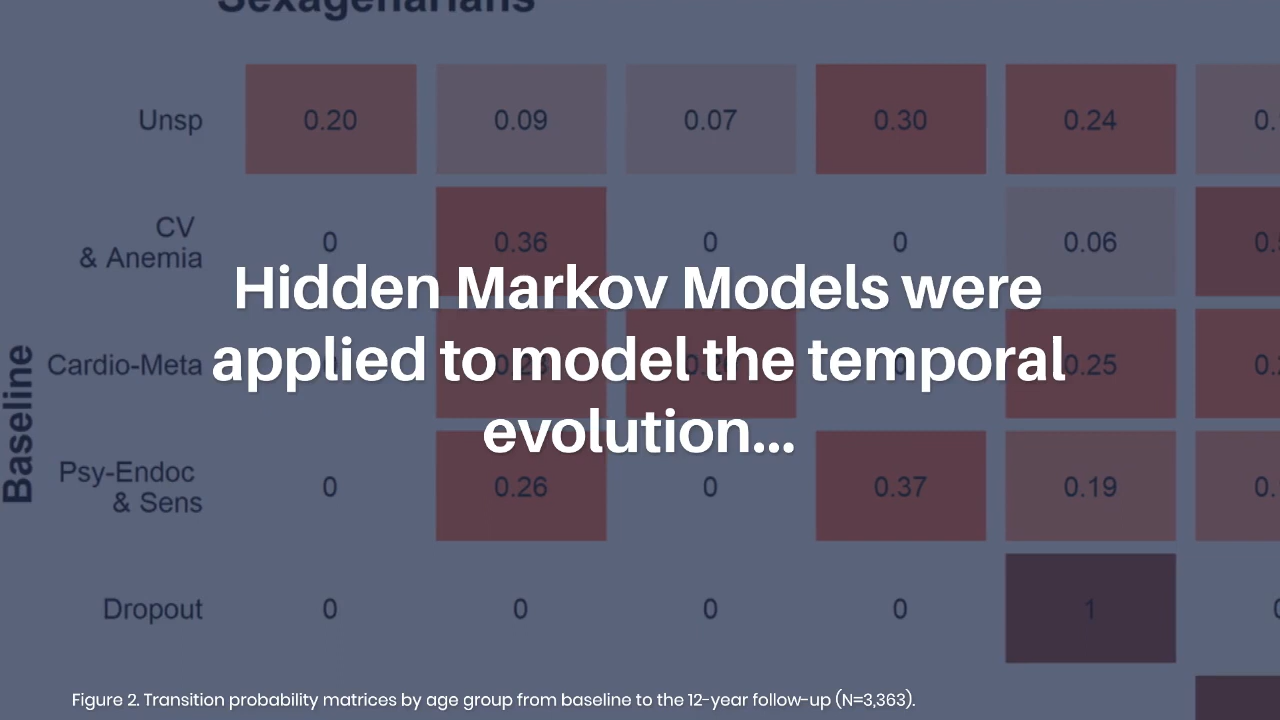 Sexagenarians
Unsp 0.20 0.09 0.07 0.30 0.24
CV
& Anemia 0 0.36 0 0 0.06
Hidden Markov Models were
applied to model the temporal
evolution...
Cardio-Meta 0.25
Baseline
Psy-Endoc
& Sens 0 0.26 0 0.37 0.19
Dropout 0 0 0 0 1
Figure 2. Transition probability matrices by age group from baseline to the 12-year follow-up (N=3,363).